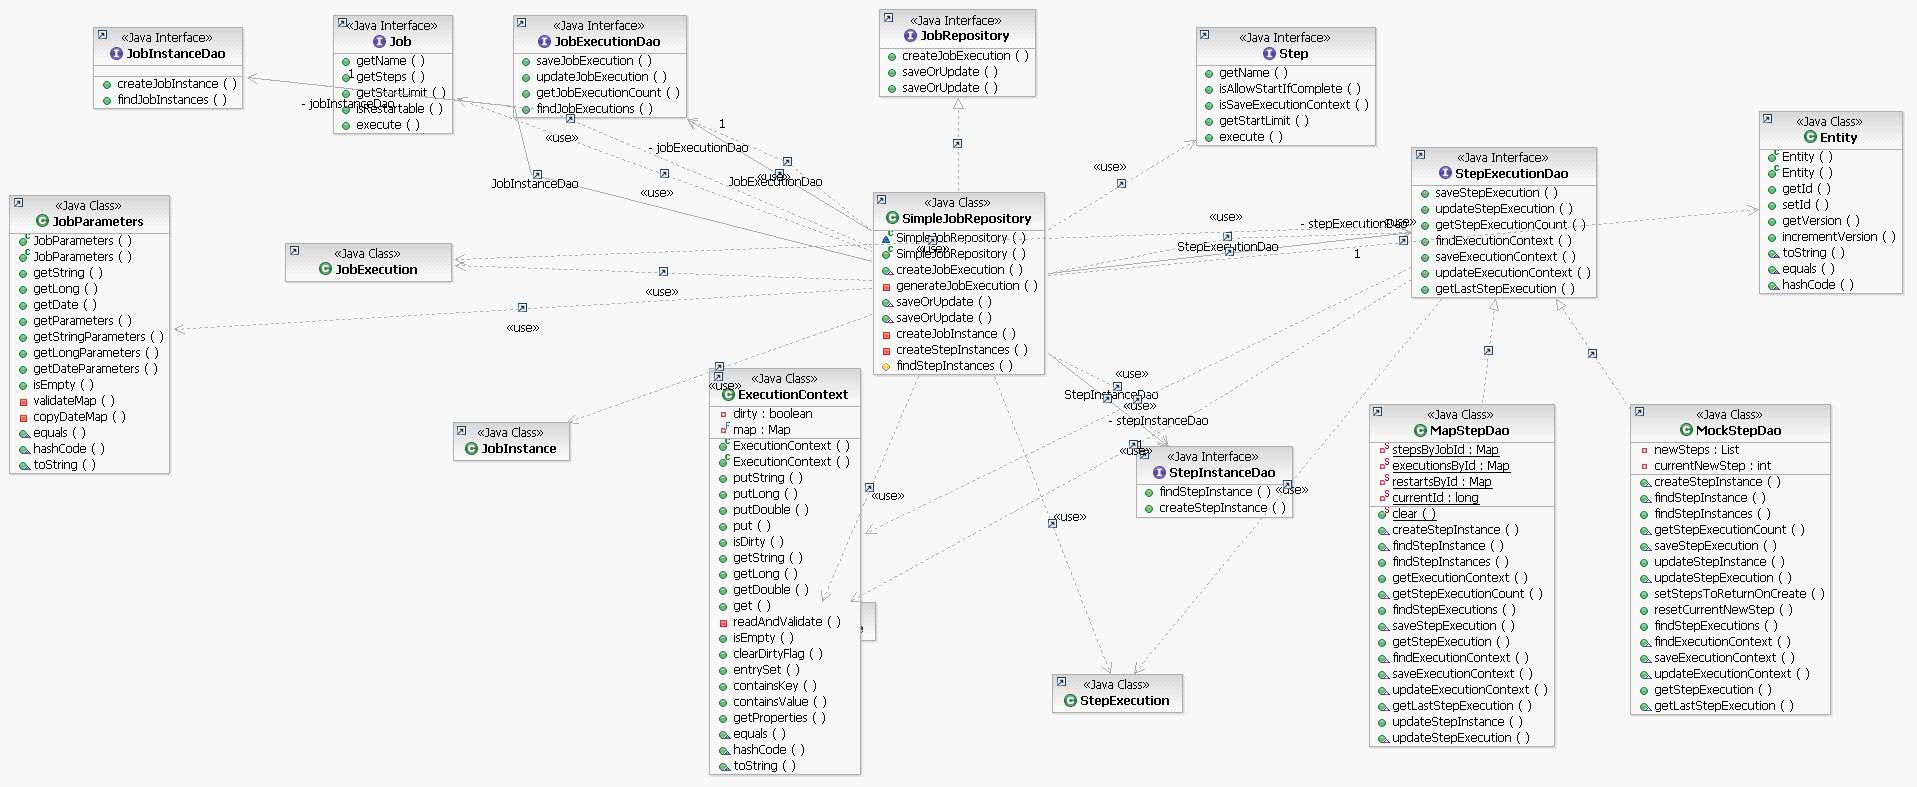 «Java Interface»
JobInstanceDao
createJobInstance ( )
findJobInstances ( )
«Java Interface»
Job
getName ( )
getSteps ( )
getStartLimit ( )
isRestartable ( )
execute ( )
1
- jobInstanceDao
«Java Interface»
JobExecutionDao
saveJobExecution ( )
updateJobExecution ( )
getJobExecutionCount ( )
findJobExecutions ( )
«Java Interface»
JobRepository
createJobExecution ( )
saveOrUpdate ( )
saveOrUpdate ( )
«Java Interface»
Step
getName ( )
isAllowStartIfComplete ( )
isSaveExecutionContext ( )
getStartLimit ( )
execute ( )
«Java Class»
Entity
Entity ( )
Entity ( )
getId ( )
setId ( )
getVersion ( )
incrementVersion ( )
toString ( )
equals ( )
hashCode ( )
«Java Interface»
StepExecutionDao
saveStepExecution ( )
updateStepExecution ( )
getStepExecutionCount ( )
findExecutionContext ( )
saveExecutionContext ( )
updateExecutionContext ( )
getLastStepExecution ( )
«use»
1
- jobExecutionDao
JobInstanceDao
«use»
JobExecutionDao
«use»
«use»
«use»
- stepExecutionDao
«use»
StepExecutionDao
1
«Java Class»
JobParameters
JobParameters ( )
JobParameters ( )
getString ( )
getLong ( )
getDate ( )
getParameters ( )
getStringParameters ( )
getLongParameters ( )
getDateParameters ( )
isEmpty ( )
validateMap ( )
copyDateMap ( )
equals ( )
hashCode ( )
toString ( )
«Java Class»
JobExecution
«use»
«use»
«Java Class»
SimpleJobRepository
SimpleJobRepository ( )
«use»
SimpleJobRepository ( )
createJobExecution ( )
generateJobExecution ( )
saveOrUpdate ( )
saveOrUpdate ( )
createJobInstance ( )
createStepInstances ( )
findStepInstances ( )
«Java Class»
JobInstance
«use»
«Java Class»
ExecutionContext
dirty : boolean
map : Map
ExecutionContext ( )
ExecutionContext ( )
putString ( )
putLong ( )
putDouble ( )
put ( )
isDirty ( )
getString ( )
getLong ( )
getDouble ( )
get ( )
readAndValidate ( )
isEmpty ( )
clearDirtyFlag ( )
entrySet ( )
containsKey ( )
containsValue ( )
getProperties ( )
equals ( )
hashCode ( )
toString ( )
«use»
«use»
StepInstanceDao
«use»
- stepInstanceDao
«use»
1
«Java Interface»
StepInstanceDao
findStepInstance ( )
createStepInstance ( )
«use»
«use»
«Java Class»
StepExecution
«Java Class»
MapStepDao
stepsByJobId : Map
executionsById : Map
restartsById : Map
currentId : long
clear ( )
createStepInstance ( )
findStepInstance ( )
findStepInstances ( )
getExecutionContext ( )
getStepExecutionCount ( )
findStepExecutions ( )
saveStepExecution ( )
getStepExecution ( )
findExecutionContext ( )
saveExecutionContext ( )
updateExecutionContext ( )
getLastStepExecution ( )
updateStepInstance ( )
updateStepExecution ( )
«Java Class»
MockStepDao
newSteps : List
currentNewStep : int
createStepInstance ( )
findStepInstance ( )
findStepInstances ( )
getStepExecutionCount ( )
saveStepExecution ( )
updateStepInstance ( )
updateStepExecution ( )
setStepsToReturnOnCreate ( )
resetCurrentNewStep ( )
findStepExecutions ( )
findExecutionContext ( )
saveExecutionContext ( )
updateExecutionContext ( )
getStepExecution ( )
getLastStepExecution ( )